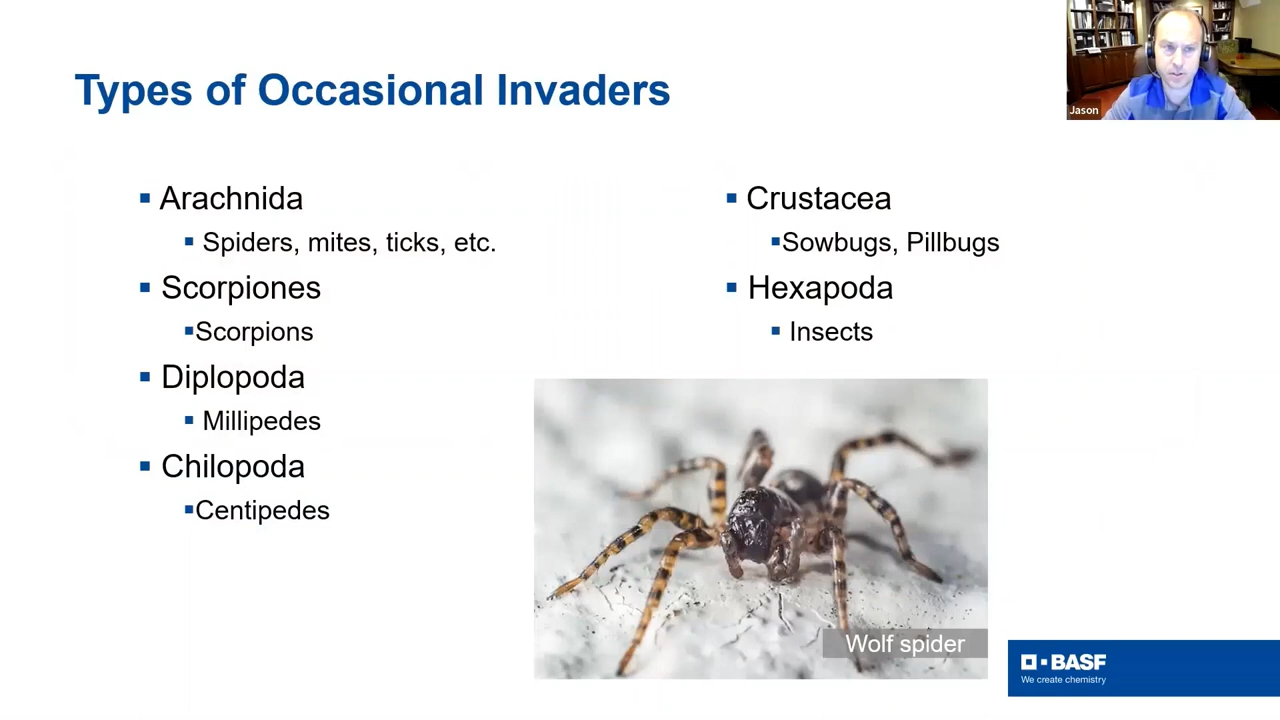 Types of Occasional Invaders
Jason
Arachnida
Spiders, mites, ticks, etc.
Scorpiones
Scorpions
Diplopoda
Millipedes
Chilopoda
Centipedes
Crustacea
Sowbugs, Pillbugs
Hexapoda
Insects
Wolf spider
BASF
We create chemistry